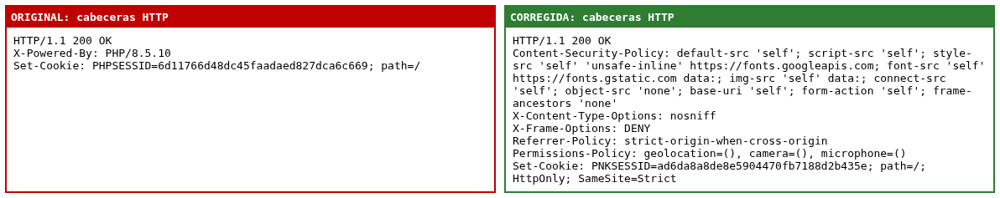 ORIGINAL: cabeceras HTTP
HTTP/1.1 200 OK
X-Powered-By: PHP/8.5.10
Set-Cookie: PHPSESSID=6d11766d48dc45faadaed827dca6c669; path=/
CORREGIDA: cabeceras HTTP
HTTP/1.1 200 OK
Content-Security-Policy: default-src 'self'; script-src 'self'; style-
src 'self' 'unsafe-inline' https://fonts.googleapis.com; font-src 'self'
https://fonts.gstatic.com data:; img-src 'self' data:; connect-src
'self'; object-src 'none'; base-uri 'self'; form-action 'self'; frame-
ancestors 'none'
X-Content-Type-Options: nosniff
X-Frame-Options: DENY
Referrer-Policy: strict-origin-when-cross-origin
Permissions-Policy: geolocation=(), camera=(), microphone=()
Set-Cookie: PNKSESSID=ad6da8a8de8e5904470fb7188d2b435e; path=/;
HttpOnly; SameSite=Strict